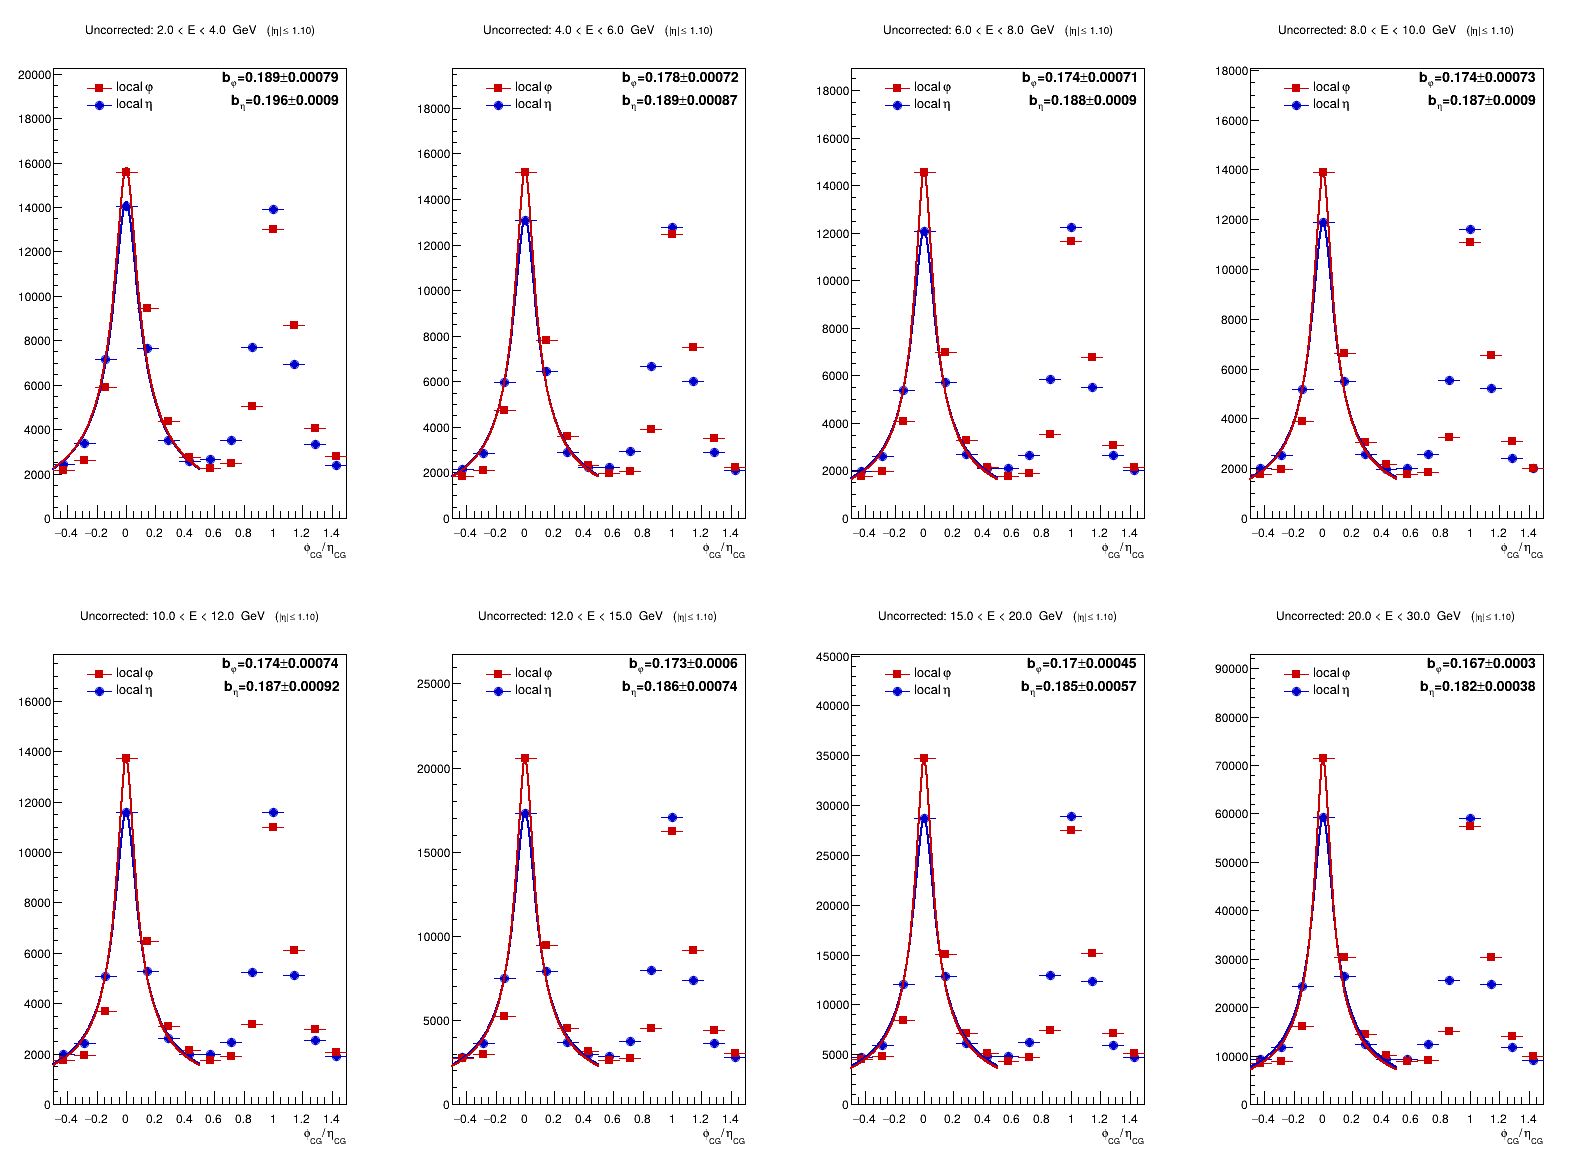 Uncorrected: 2.0 < E < 4.0 GeV (|η|≤ 1.10)
local φ
local η
b_φ=0.189±0.00079
b_η=0.196±0.0009
20000
18000
16000
14000
12000
10000
8000
6000
4000
2000
0
−0.4 −0.2 0 0.2 0.4 0.6 0.8 1 1.2 1.4
ϕ_CG/η_CG
Uncorrected: 4.0 < E < 6.0 GeV (|η|≤ 1.10)
local φ
local η
b_φ=0.178±0.00072
b_η=0.189±0.00087
18000
16000
14000
12000
10000
8000
6000
4000
2000
0
−0.4 −0.2 0 0.2 0.4 0.6 0.8 1 1.2 1.4
ϕ_CG/η_CG
Uncorrected: 6.0 < E < 8.0 GeV (|η|≤ 1.10)
local φ
local η
b_φ=0.174±0.00071
b_η=0.188±0.0009
18000
16000
14000
12000
10000
8000
6000
4000
2000
0
−0.4 −0.2 0 0.2 0.4 0.6 0.8 1 1.2 1.4
ϕ_CG/η_CG
Uncorrected: 8.0 < E < 10.0 GeV (|η|≤ 1.10)
local φ
local η
b_φ=0.174±0.00073
b_η=0.187±0.0009
18000
16000
14000
12000
10000
8000
6000
4000
2000
0
−0.4 −0.2 0 0.2 0.4 0.6 0.8 1 1.2 1.4
ϕ_CG/η_CG
Uncorrected: 10.0 < E < 12.0 GeV (|η|≤ 1.10)
local φ
local η
b_φ=0.174±0.00074
b_η=0.187±0.00092
16000
14000
12000
10000
8000
6000
4000
2000
0
−0.4 −0.2 0 0.2 0.4 0.6 0.8 1 1.2 1.4
ϕ_CG/η_CG
Uncorrected: 12.0 < E < 15.0 GeV (|η|≤ 1.10)
local φ
local η
b_φ=0.173±0.0006
b_η=0.186±0.00074
25000
20000
15000
10000
5000
0
−0.4 −0.2 0 0.2 0.4 0.6 0.8 1 1.2 1.4
ϕ_CG/η_CG
Uncorrected: 15.0 < E < 20.0 GeV (|η|≤ 1.10)
local φ
local η
b_φ=0.17±0.00045
b_η=0.185±0.00057
45000
40000
35000
30000
25000
20000
15000
10000
5000
0
−0.4 −0.2 0 0.2 0.4 0.6 0.8 1 1.2 1.4
ϕ_CG/η_CG
Uncorrected: 20.0 < E < 30.0 GeV (|η|≤ 1.10)
local φ
local η
b_φ=0.167±0.0003
b_η=0.182±0.00038
90000
80000
70000
60000
50000
40000
30000
20000
10000
0
−0.4 −0.2 0 0.2 0.4 0.6 0.8 1 1.2 1.4
ϕ_CG/η_CG